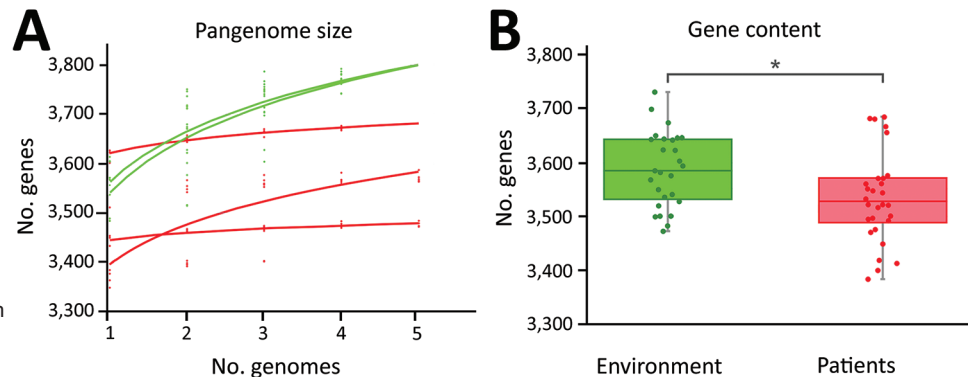 A
Pangenome size
No. genes
3,800
3,700
3,600
3,500
3,400
3,300
1 2 3 4 5
No. genomes
B
Gene content
No. genes
3,800
3,700
3,600
3,500
3,400
3,300
*
Environment Patients